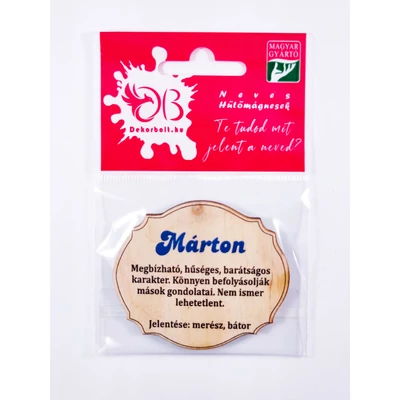 MAGYAR
GYÁRTÓ
DB
Dekorbolt.hu
Neves
Hűtőmágnesek
Te tudod mit
jelent a neved?
Márton
Megbízható, hűséges, barátságos
karakter. Könnyen befolyásolják
mások gondolatai. Nem ismer
lehetetlent.
Jelentése: merész, bátor